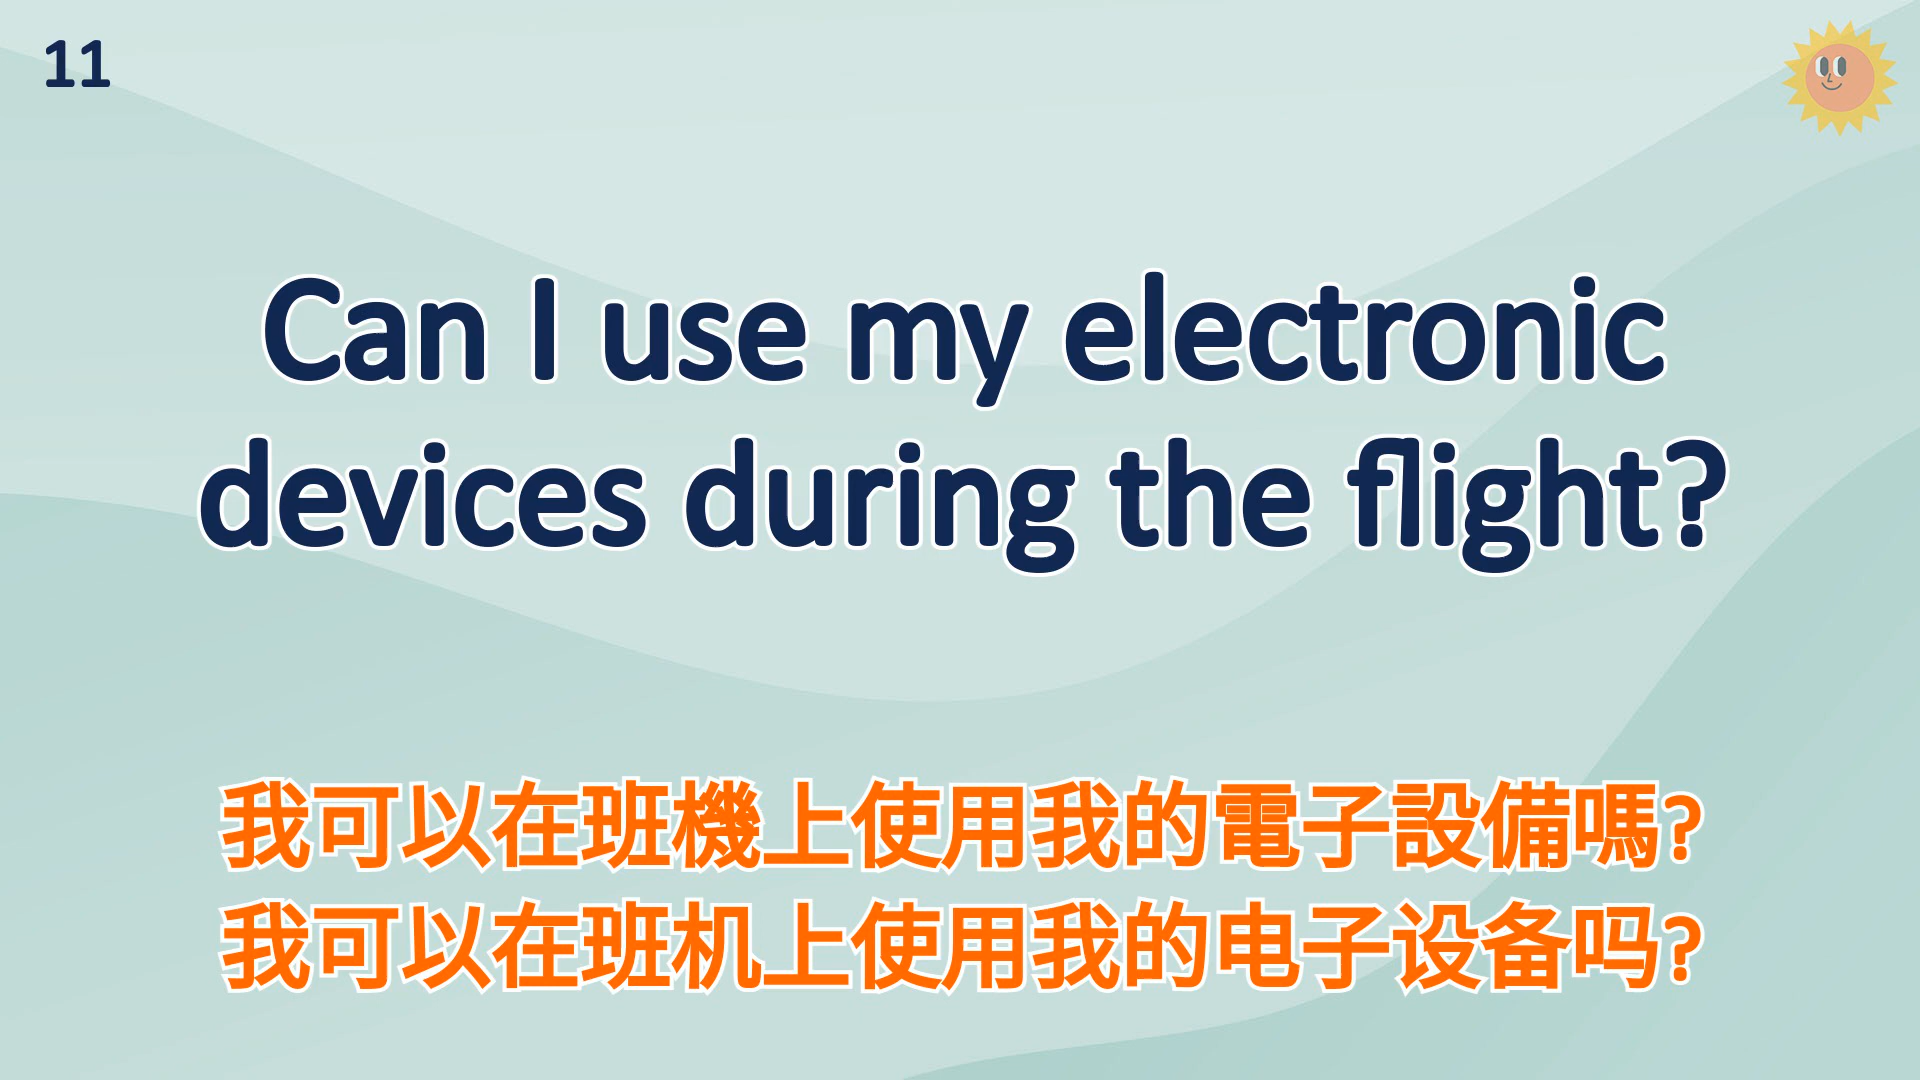 11
Can I use my electronic
devices during the flight?
我可以在班機上使用我的電子設備嗎?
我可以在班机上使用我的电子设备吗?